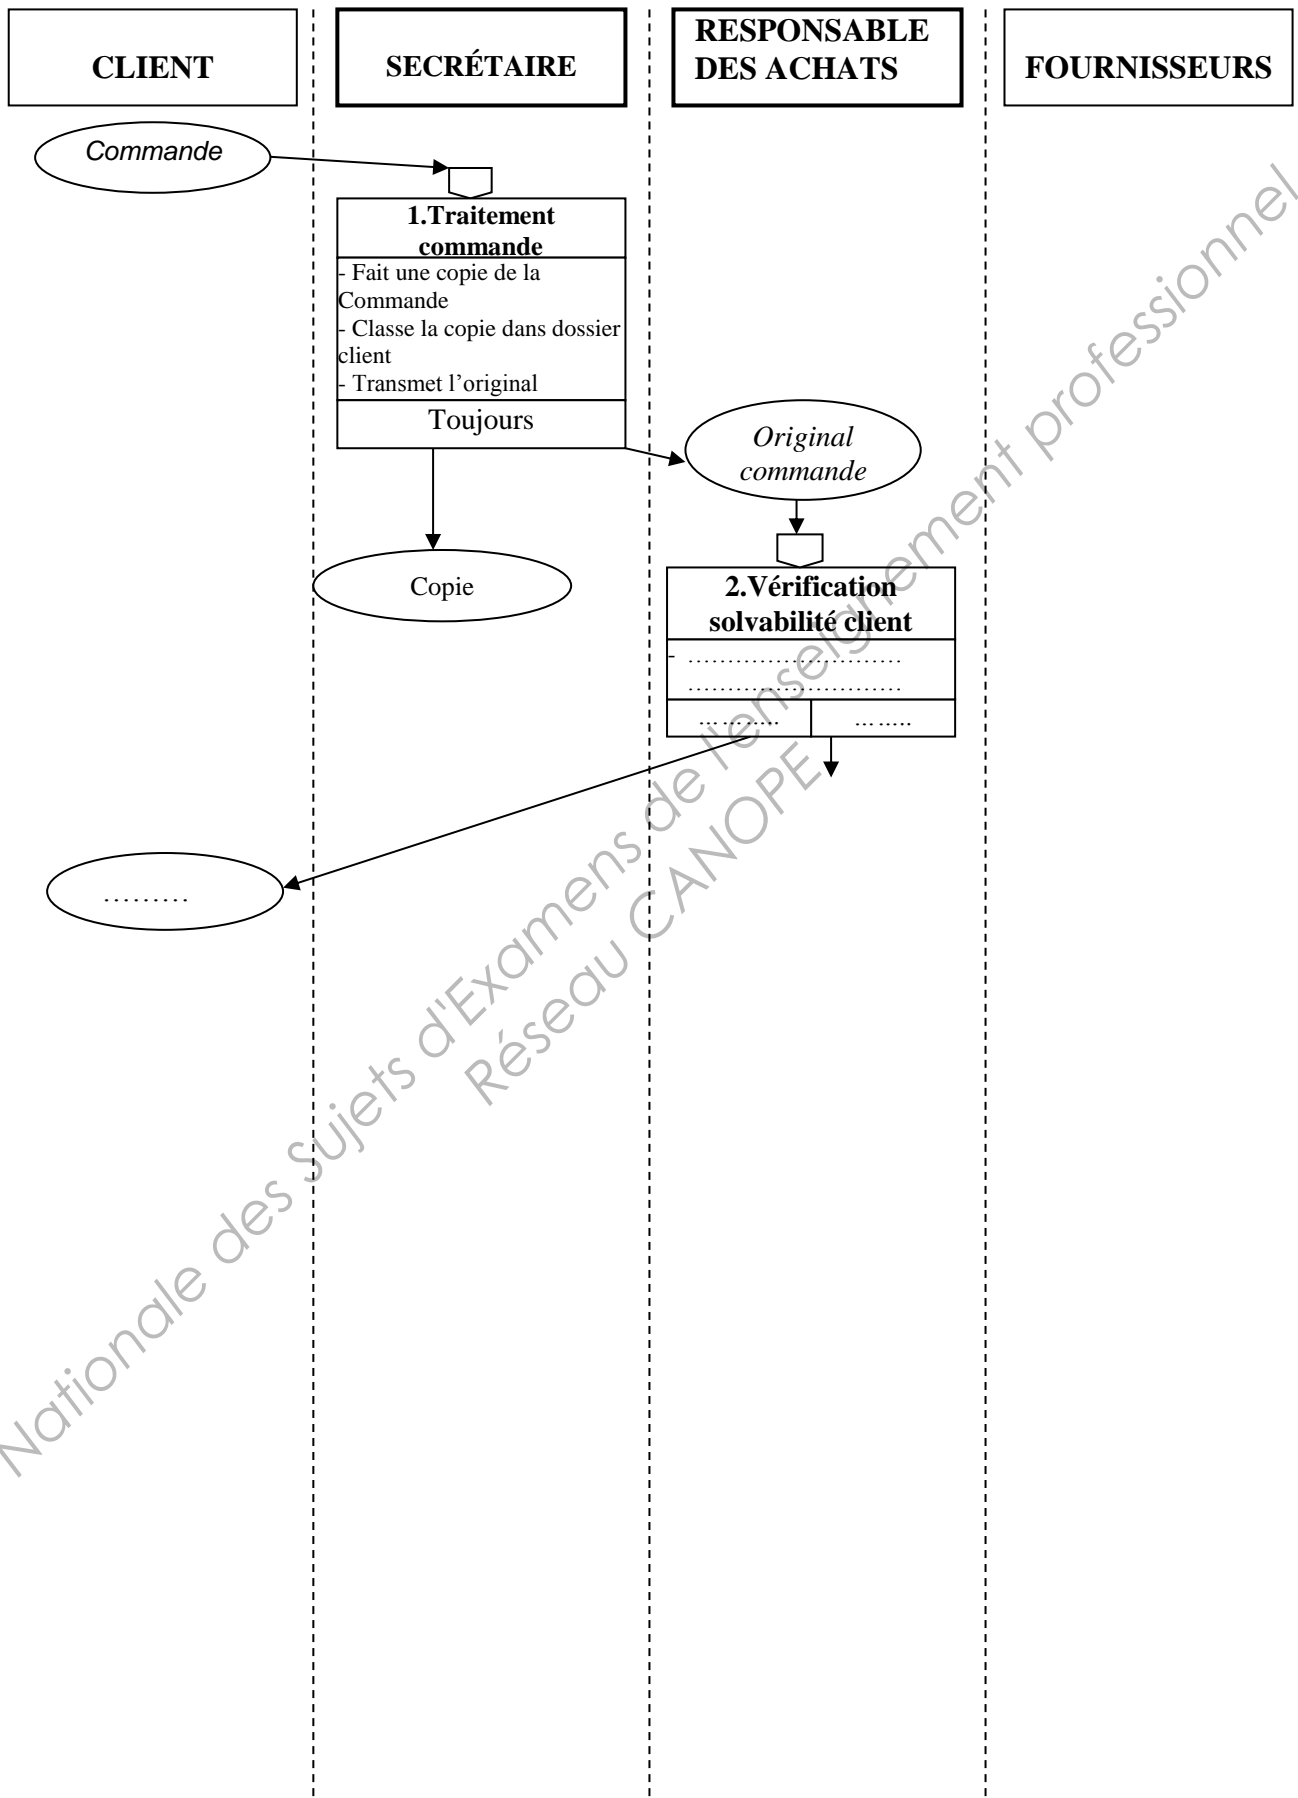 CLIENT
SECRÉTAIRE
RESPONSABLE
DES ACHATS
FOURNISSEURS
Commande
1.Traitement
commande
- Fait une copie de la
Commande
- Classe la copie dans dossier
client
- Transmet l’original
Toujours
Original
commande
Copie
2.Vérification
solvabilité client
- ...........................
...........................
... ... .....
... .....
.........
Nationale des Sujets d'Examens de l'enseignement professionnel
Réseau CANOPE